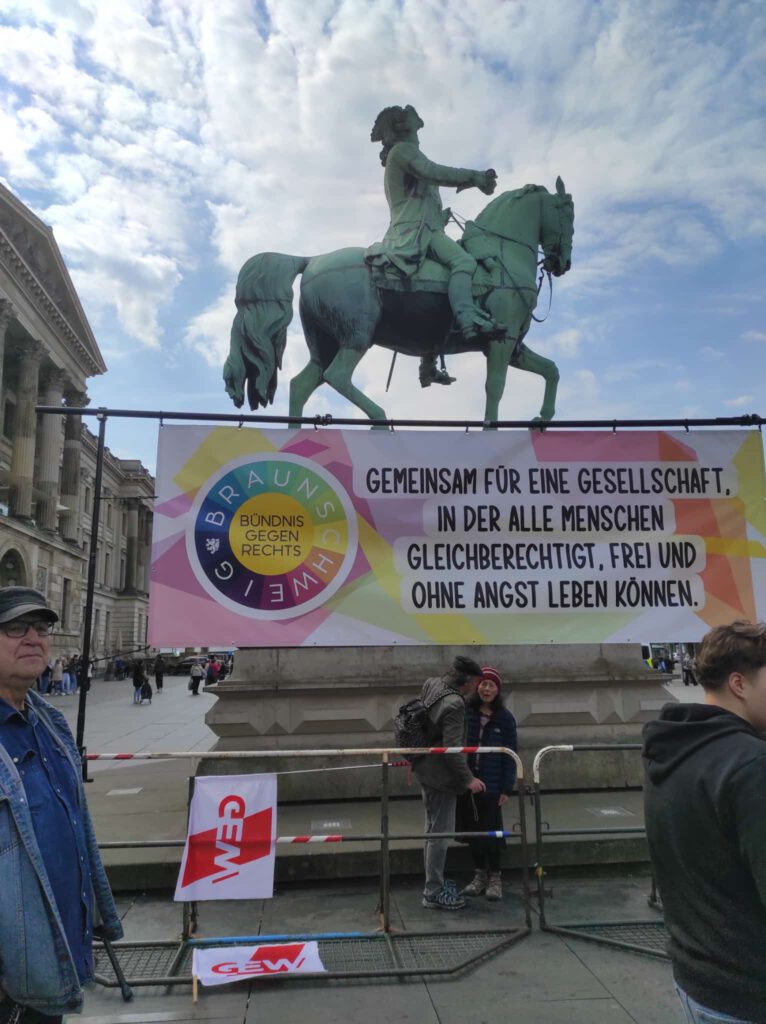 BRAUNSCHWEIG
BÜNDNIS
GEGEN
RECHTS
GEMEINSAM FÜR EINE GESELLSCHAFT,
IN DER ALLE MENSCHEN
GLEICHBERECHTIGT, FREI UND
OHNE ANGST LEBEN KÖNNEN.
GEW
GEW